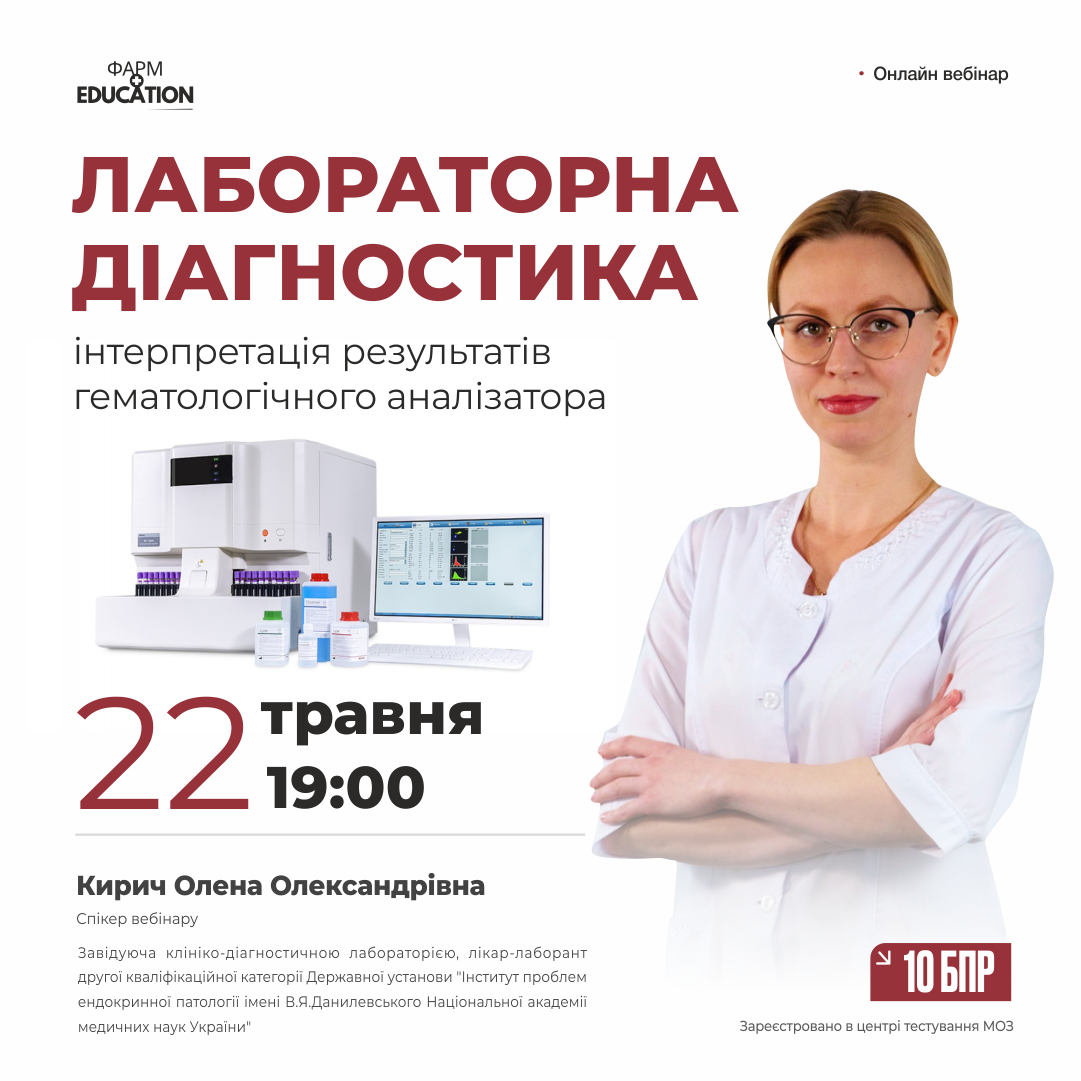 ФАРМ
EDUCATION
• Онлайн вебінар
ЛАБОРАТОРНА
ДІАГНОСТИКА
інтерпретація результатів
гематологічного аналізатора
22 травня
19:00
Кирич Олена Олександрівна
Спікер вебінару
Завідуюча клініко-діагностичною лабораторією, лікар-лаборант
другої кваліфікаційної категорії Державної установи "Інститут проблем
ендокринної патології імені В.Я.Данилевського Національної академії
медичних наук України"
10 БПР
Зареєстровано в центрі тестування МОЗ